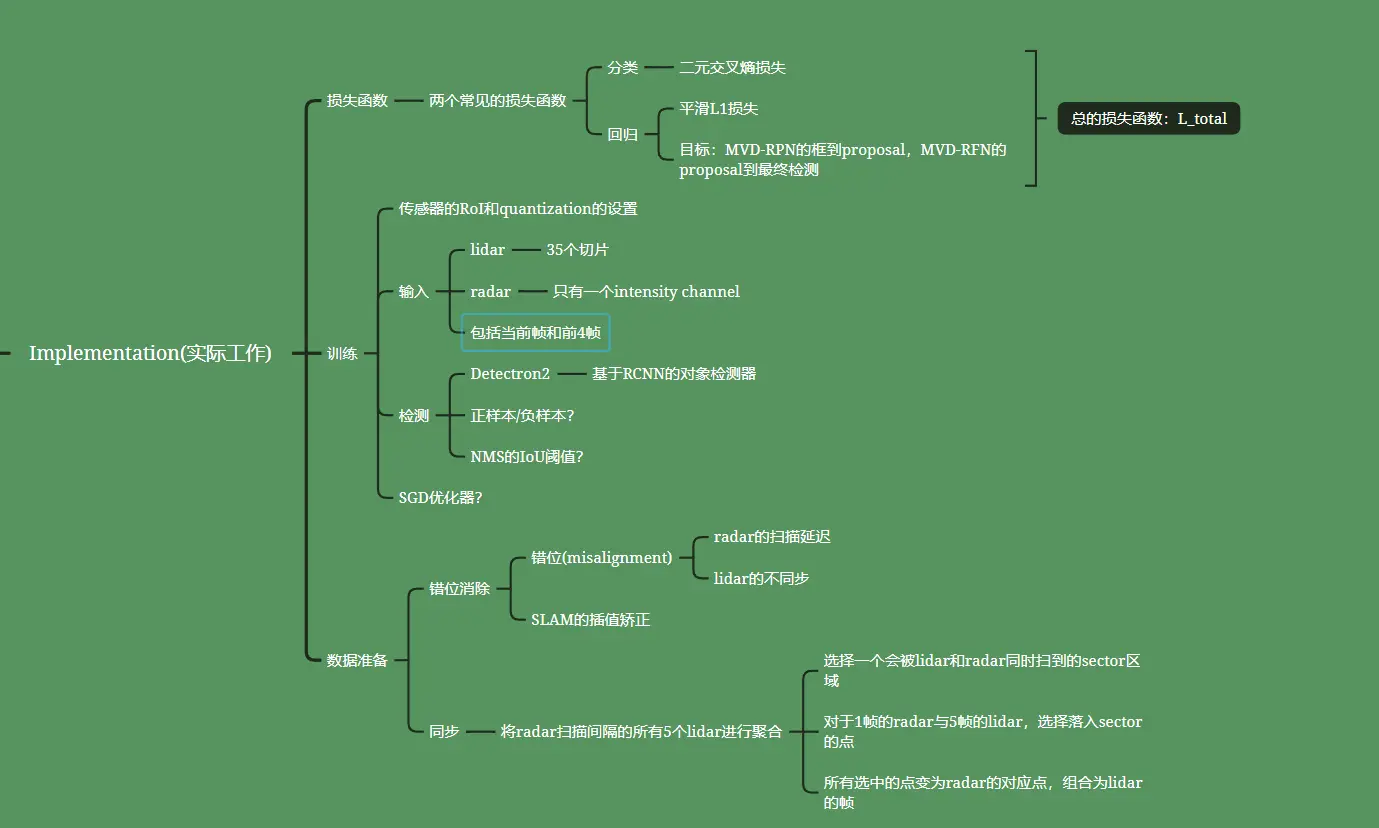 Implementation(实际工作)
损失函数
两个常见的损失函数
分类
二元交叉熵损失
回归
平滑L1损失
目标：MVD-RPN的框到proposal，MVD-RFN的
proposal到最终检测
总的损失函数：L_total
训练
传感器的RoI和quantization的设置
输入
lidar
35个切片
radar
只有一个intensity channel
包括当前帧和前4帧
检测
Detectron2
基于RCNN的对象检测器
正样本/负样本？
NMS的IoU阈值？
SGD优化器？
数据准备
错位消除
错位(misalignment)
radar的扫描延迟
lidar的不同步
SLAM的插值矫正
同步
将radar扫描间隔的所有5个lidar进行聚合
选择一个会被lidar和radar同时扫到的sector区
域
对于1帧的radar与5帧的lidar，选择落入sector
的点
所有选中的点变为radar的对应点，组合为lidar
的帧